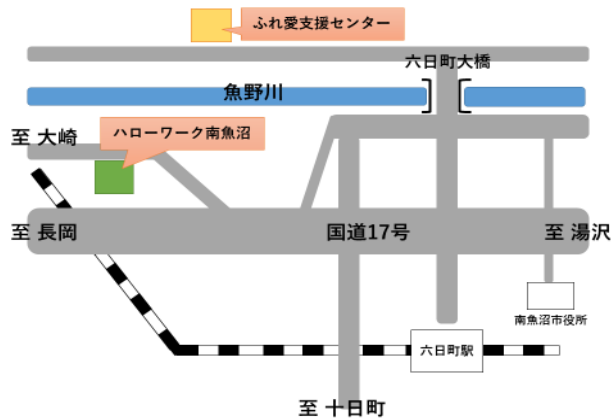 ふれ愛支援センター
六日町大橋
魚野川
ハローワーク南魚沼
至 大崎
至 長岡
国道17号
至 湯沢
南魚沼市役所
六日町駅
至 十日町